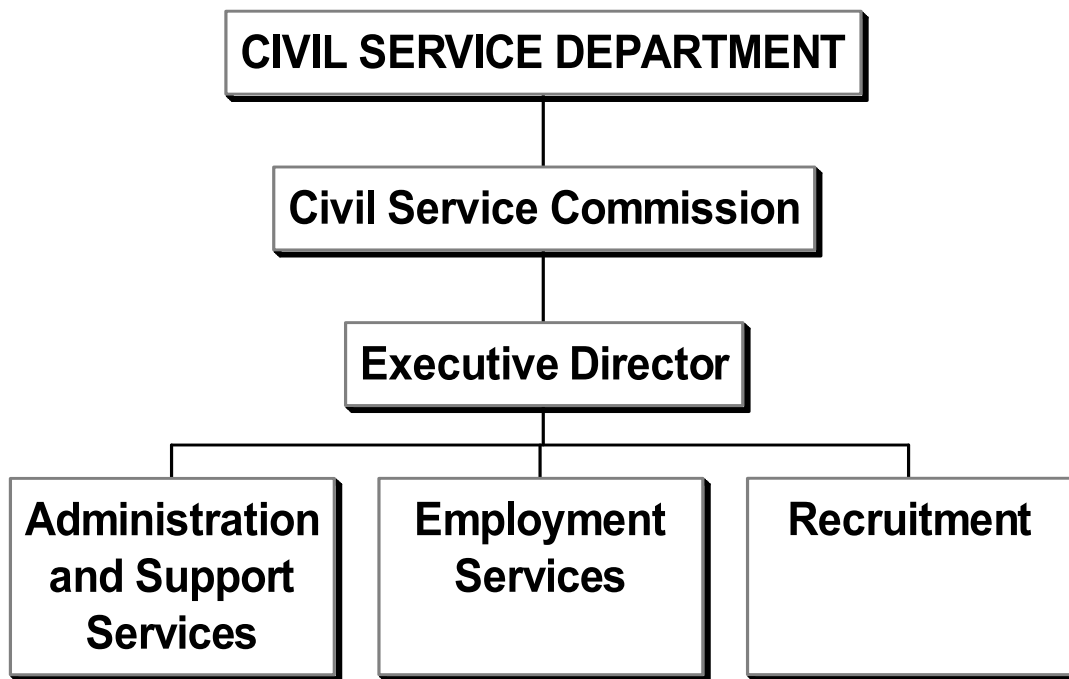 CIVIL SERVICE DEPARTMENT
Civil Service Commission
Executive Director
Administration
and Support
Services
Employment
Services
Recruitment